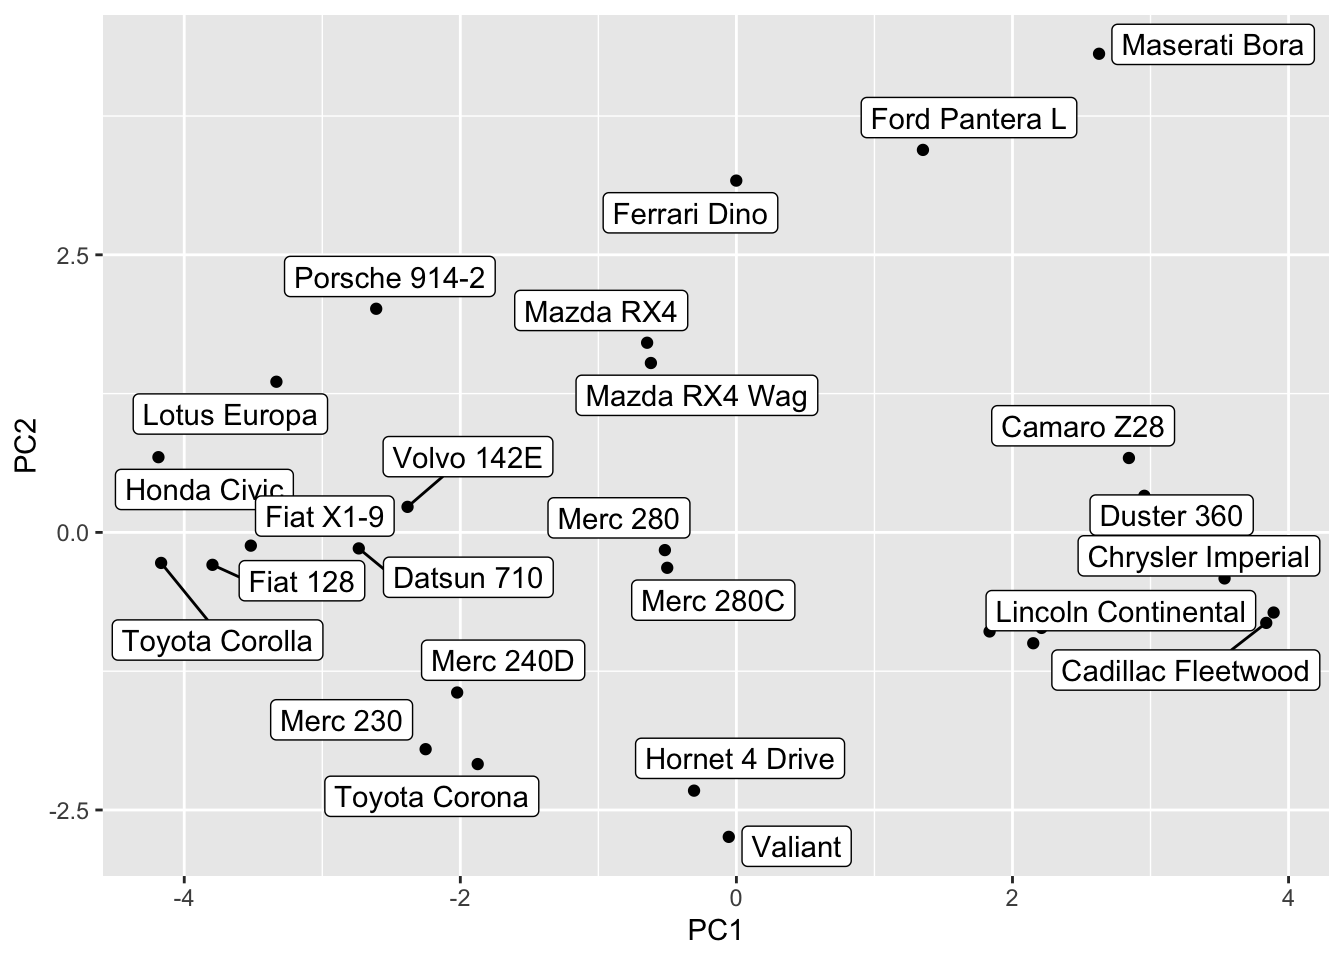 Maserati Bora
Ford Pantera L
Ferrari Dino
2.5
Porsche 914-2
Mazda RX4
Mazda RX4 Wag
Lotus Europa
Camaro Z28
PC2
Volvo 142E
Honda Civic
Fiat X1-9
Merc 280
Duster 360
0.0
Chrysler Imperial
Fiat 128
Datsun 710
Merc 280C
Lincoln Continental
Toyota Corolla
Merc 240D
Cadillac Fleetwood
Merc 230
Hornet 4 Drive
Toyota Corona
-2.5
Valiant
-4 -2 0 2 4
PC1